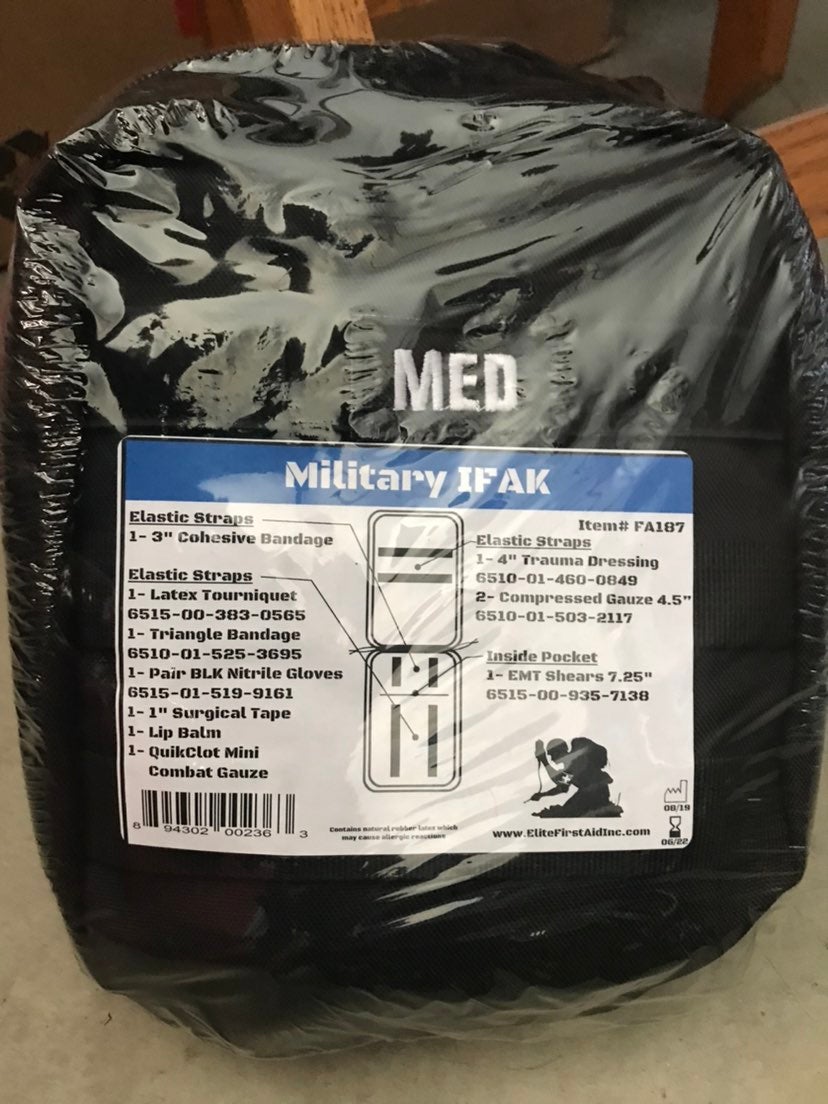 MED
Military IFAK
Elastic Straps
1- 3" Cohesive Bandage
Elastic Straps
1- Latex Tourniquet
6515-00-383-0565
1- Triangle Bandage
6510-01-525-3695
1- Pair BLK Nitrile Gloves
6515-01-519-9161
1- 1" Surgical Tape
1- Lip Balm
1- QuikClot Mini
Combat Gauze
Item# FA187
Elastic Straps
1- 4" Trauma Dressing
6510-01-460-0849
2- Compressed Gauze 4.5"
6510-01-503-2117
Inside Pocket
1- EMT Shears 7.25"
6515-00-935-7138
8 94302 00236 3
Contains natural rubber latex which
may cause allergic reactions
www.EliteFirstAidInc.com
08/19
06/22